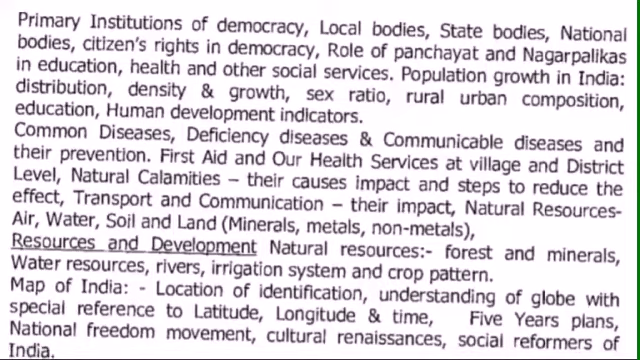 Primary Institutions of democracy, Local bodies, State bodies, National
bodies, citizen's rights in democracy, Role of panchayat and Nagarpalikas
in education, health and other social services. Population growth in India:
distribution, density & growth, sex ratio, rural urban composition,
education, Human development indicators.
Common Diseases, Deficiency diseases & Communicable diseases and
their prevention. First Aid and Our Health Services at village and District
Level, Natural Calamities – their causes impact and steps to reduce the
effect, Transport and Communication – their impact, Natural Resources-
Air, Water, Soil and Land (Minerals, metals, non-metals),
Resources and Development Natural resources:- forest and minerals,
Water resources, rivers, irrigation system and crop pattern.
Map of India: - Location of identification, understanding of globe with
special reference to Latitude, Longitude & time, Five Years plans,
National freedom movement, cultural renaissances, social reformers of
India.